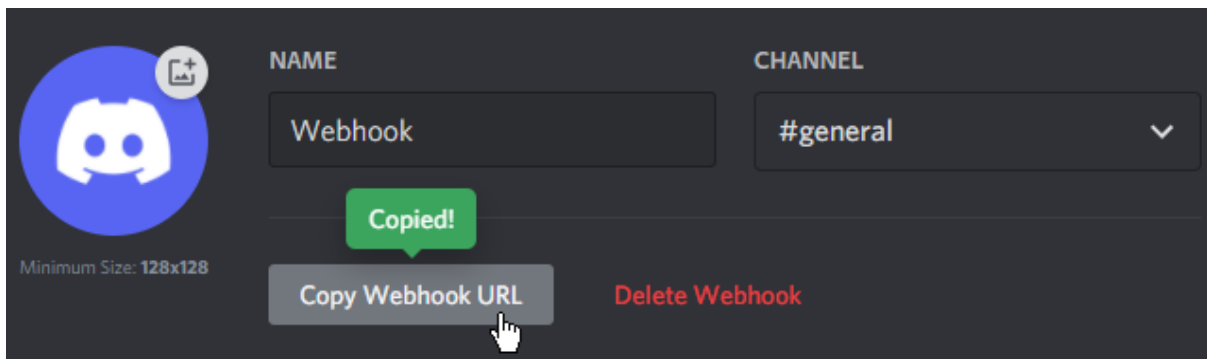 NAME
CHANNEL
Webhook
#general
Copied!
Minimum Size: 128x128
Copy Webhook URL
Delete Webhook